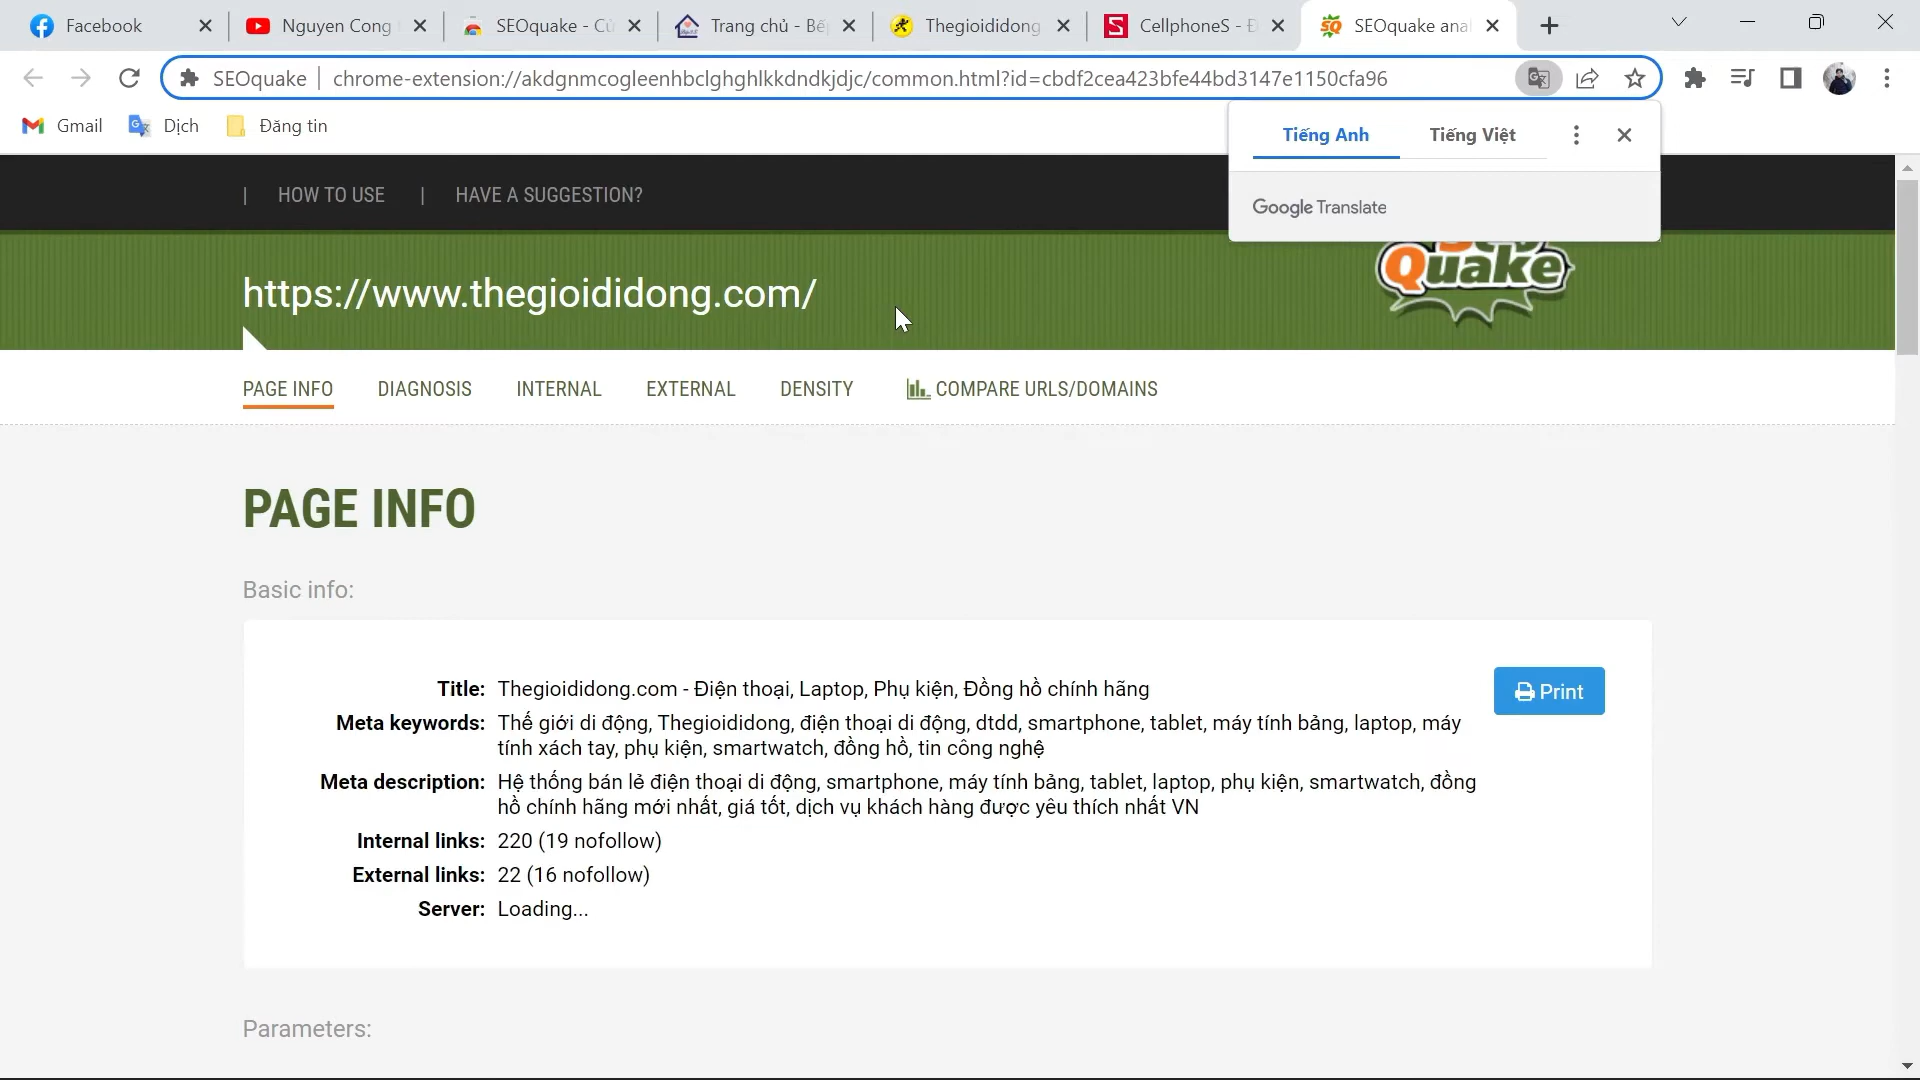 Facebook
Nguyen Cong
SEOquake - Cử
Trang chủ - Bếp
Thegioididong
CellphoneS - Đ
SEOquake anal
SEOquake
chrome-extension://akdgnmcogleenhbclghghlkkdndkjdjc/common.html?id=cbdf2cea423bfe44bd3147e1150cfa96
Gmail
Dịch
Đăng tin
Tiếng Anh
Tiếng Việt
Google Translate
| HOW TO USE | HAVE A SUGGESTION?
https://www.thegioididong.com/
Quake
PAGE INFO
DIAGNOSIS
INTERNAL
EXTERNAL
DENSITY
COMPARE URLS/DOMAINS
PAGE INFO
Basic info:
Print
Title: Thegioididong.com - Điện thoại, Laptop, Phụ kiện, Đồng hồ chính hãng
Meta keywords: Thế giới di động, Thegioididong, điện thoại di động, dtdd, smartphone, tablet, máy tính bảng, laptop, máy
tính xách tay, phụ kiện, smartwatch, đồng hồ, tin công nghệ
Meta description: Hệ thống bán lẻ điện thoại di động, smartphone, máy tính bảng, tablet, laptop, phụ kiện, smartwatch, đồng
hồ chính hãng mới nhất, giá tốt, dịch vụ khách hàng được yêu thích nhất VN
Internal links: 220 (19 nofollow)
External links: 22 (16 nofollow)
Server: Loading...
Parameters: